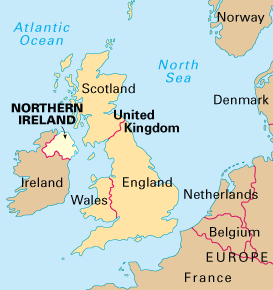 Norway
Atlantic
Ocean
North
Sea
Scotland
Denmark
NORTHERN
IRELAND
United
Kingdom
Ireland
England
Wales
Netherlands
Belgium
EUROPE
France